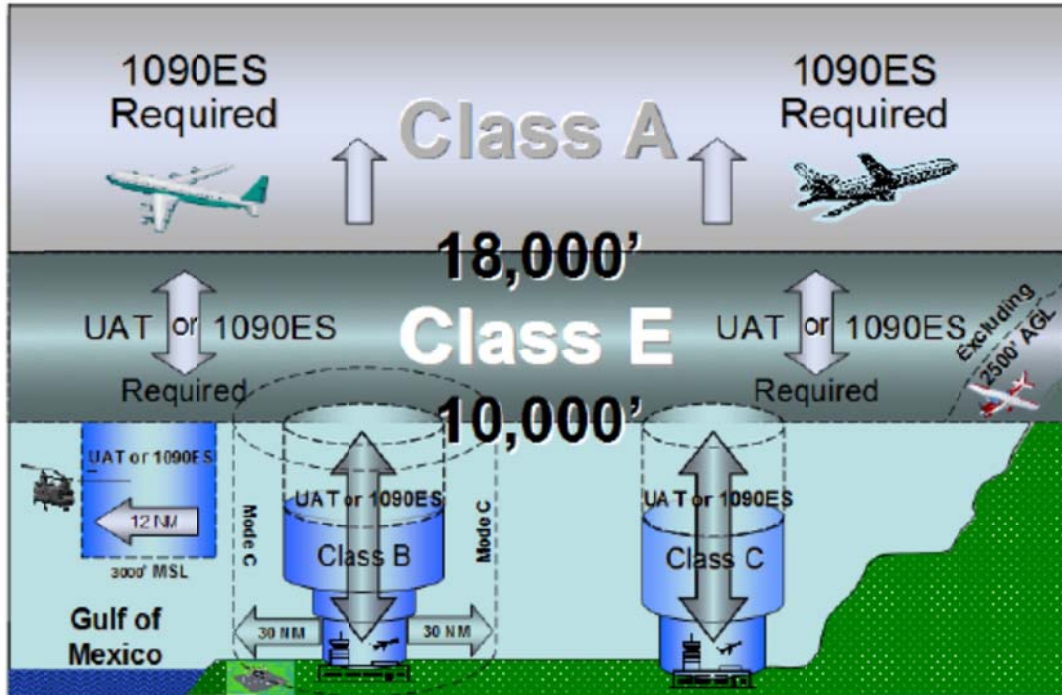 1090ES
Required
1090ES
Required
Class A
18,000’
UAT or 1090ES
Required
Class E
UAT or 1090ES
Required
Excluding
2500’ AGL
10,000’
UAT or 1090ES
12 NM
3000’ MSL
Gulf of
Mexico
Mode C
UAT or 1090ES
Class B
Mode C
30 NM
30 NM
UAT or 1090ES
Class C